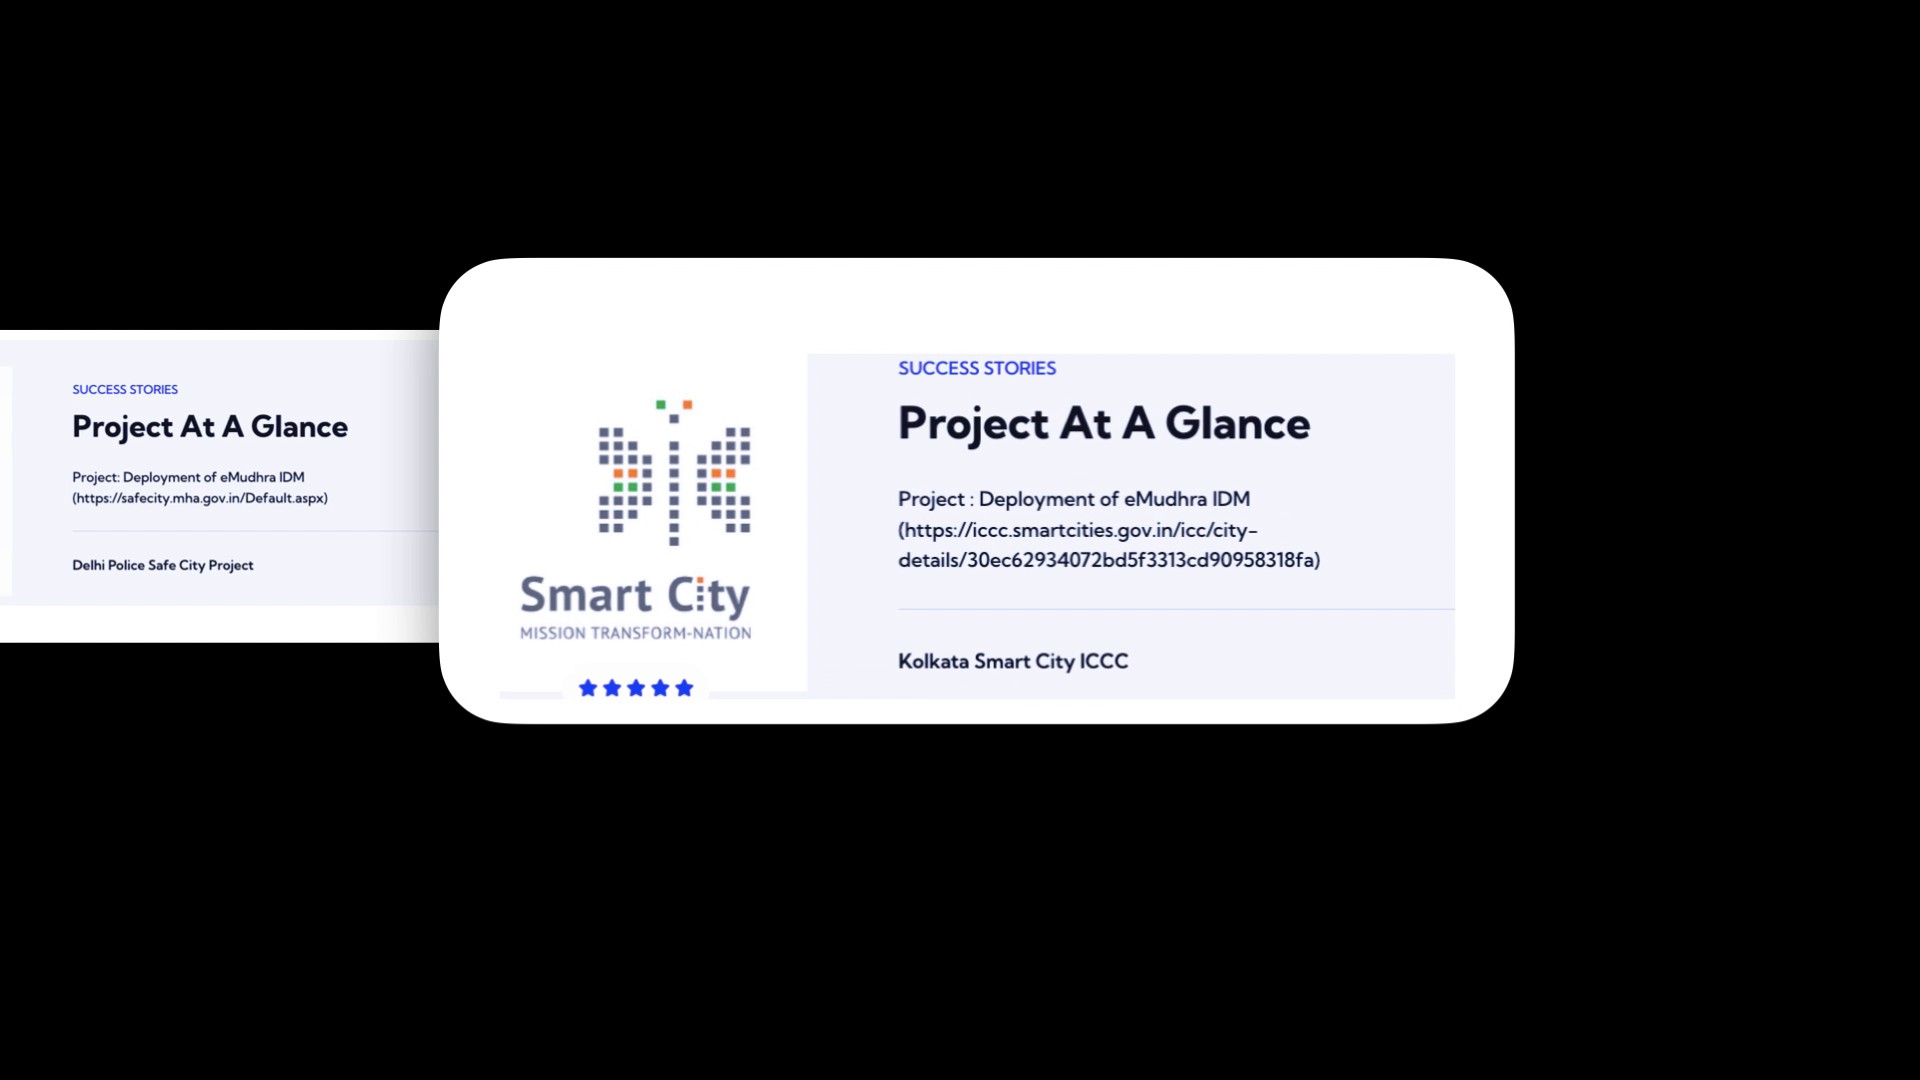 SUCCESS STORIES
Project At A Glance
Project: Deployment of eMudhra IDM
(https://safecity.mha.gov.in/Default.aspx)
Delhi Police Safe City Project
Smart City
MISSION TRANSFORM-NATION
SUCCESS STORIES
Project At A Glance
Project : Deployment of eMudhra IDM
(https://iccc.smartcities.gov.in/icc/city-
details/30ec62934072bd5f3313cd90958318fa)
Kolkata Smart City ICCC